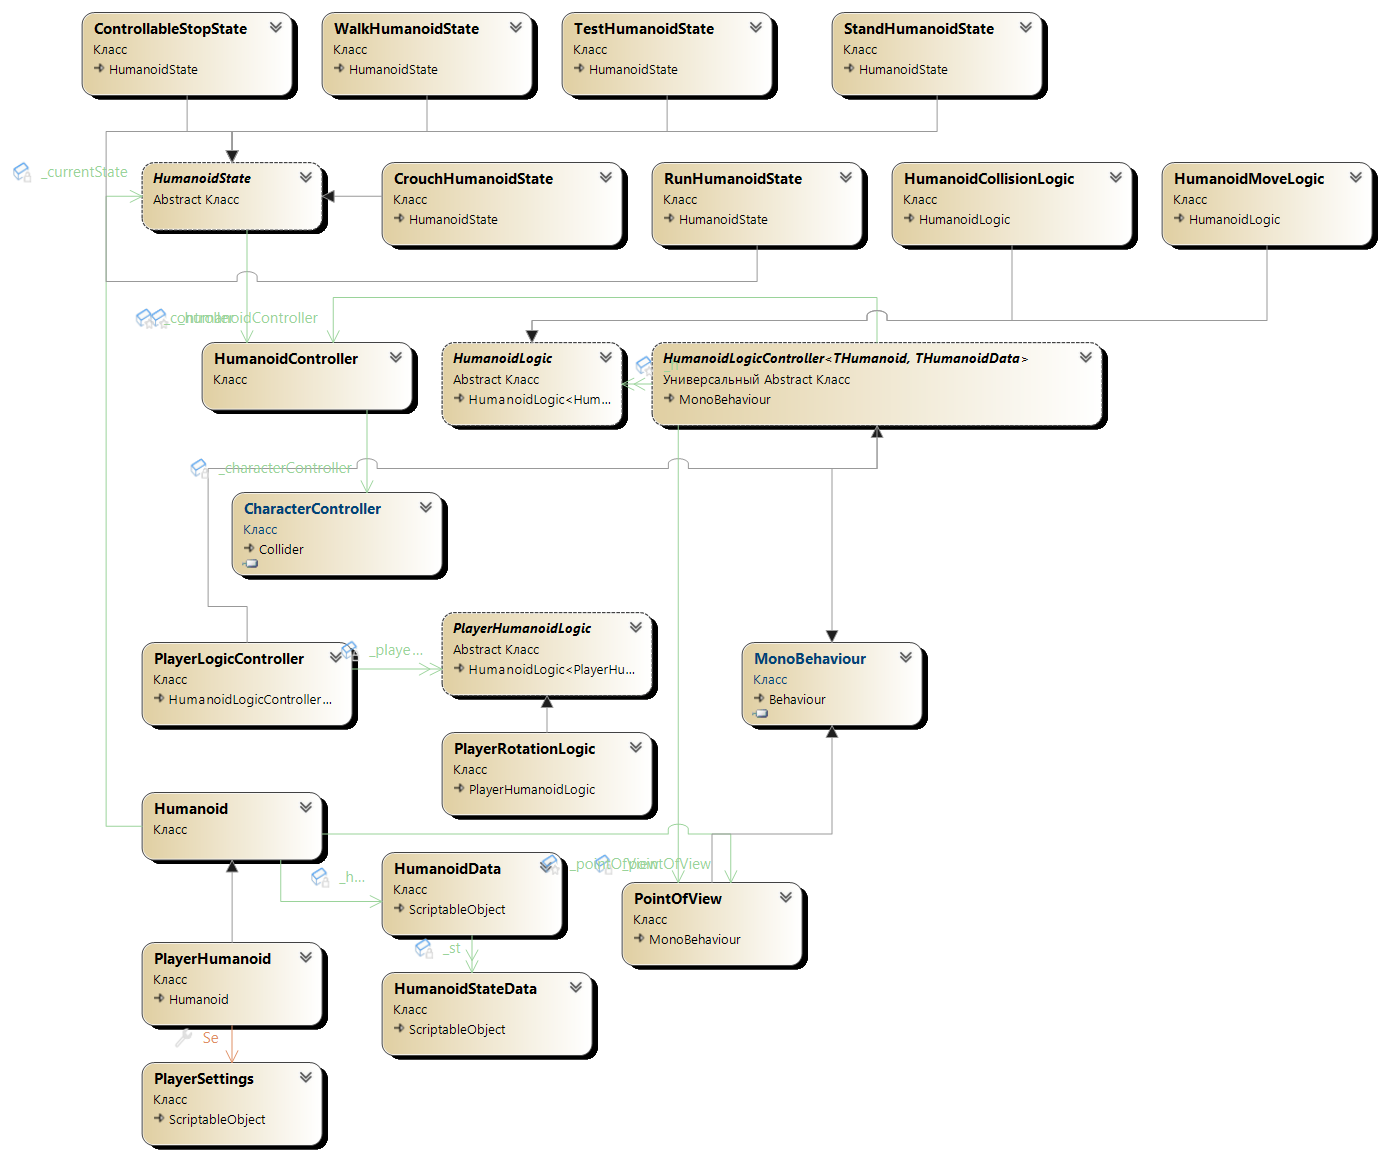 ControllableStopState
Класс
HumanoidState
WalkHumanoidState
Класс
HumanoidState
TestHumanoidState
Класс
HumanoidState
StandHumanoidState
Класс
HumanoidState
_currentState
HumanoidState
Abstract Класс
CrouchHumanoidState
Класс
HumanoidState
RunHumanoidState
Класс
HumanoidState
HumanoidCollisionLogic
Класс
HumanoidLogic
HumanoidMoveLogic
Класс
HumanoidLogic
_controller
_humanoidController
HumanoidController
Класс
HumanoidLogic
Abstract Класс
HumanoidLogic<Hum...
HumanoidLogicController<THumanoid, THumanoidData>
Универсальный Abstract Класс
MonoBehaviour
_characterController
CharacterController
Класс
Collider
PlayerLogicController
Класс
HumanoidLogicController...
_playe...
PlayerHumanoidLogic
Abstract Класс
HumanoidLogic<PlayerHu...
MonoBehaviour
Класс
Behaviour
PlayerRotationLogic
Класс
PlayerHumanoidLogic
Humanoid
Класс
_h...
HumanoidData
Класс
ScriptableObject
_pointOfView
_pointOfView
PointOfView
Класс
MonoBehaviour
_st
PlayerHumanoid
Класс
Humanoid
HumanoidStateData
Класс
ScriptableObject
Se
PlayerSettings
Класс
ScriptableObject